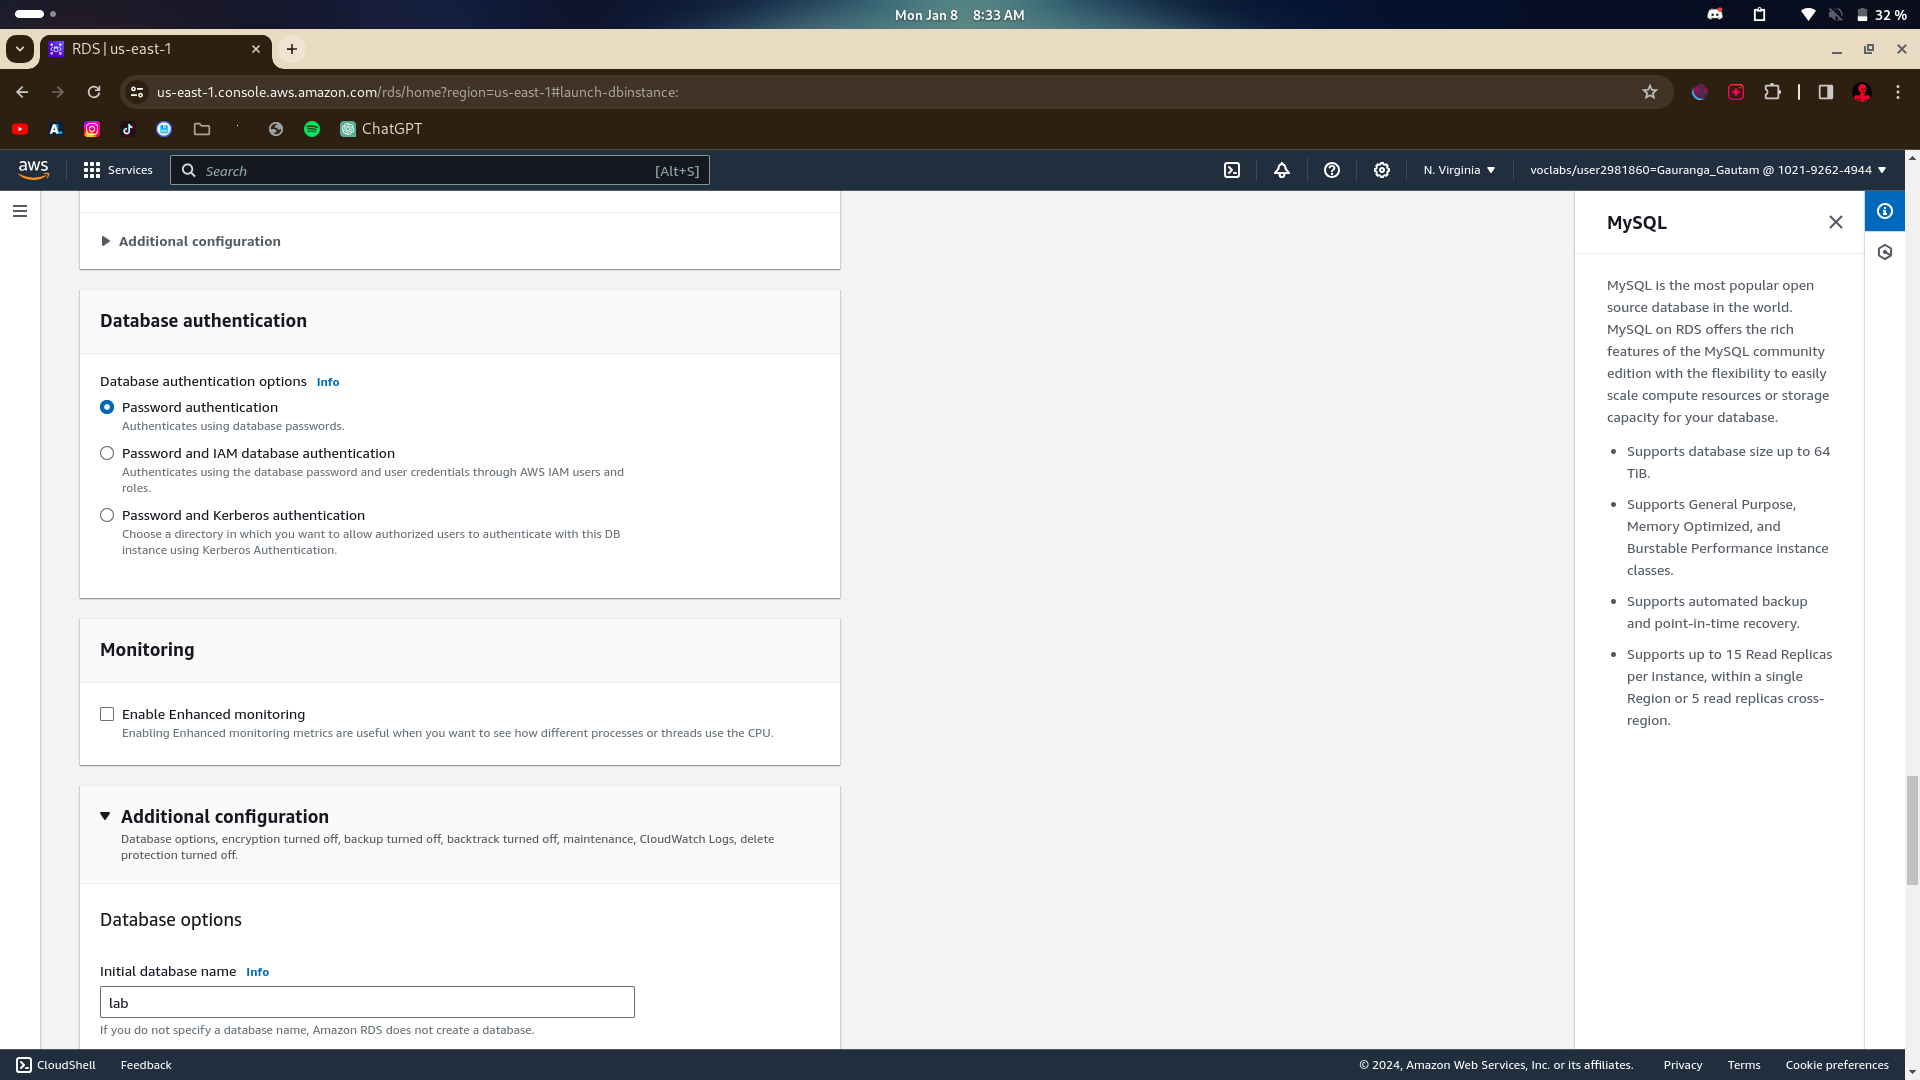 Mon Jan 8 8:33 AM
32 %
RDS | us-east-1
us-east-1.console.aws.amazon.com/rds/home?region=us-east-1#launch-dbinstance:
ChatGPT
aws
Services
Search
[Alt+S]
N. Virginia
voclabs/user2981860=Gauranga_Gautam @ 1021-9262-4944
Additional configuration
Database authentication
Database authentication options Info
Password authentication
Authenticates using database passwords.
Password and IAM database authentication
Authenticates using the database password and user credentials through AWS IAM users and
roles.
Password and Kerberos authentication
Choose a directory in which you want to allow authorized users to authenticate with this DB
instance using Kerberos Authentication.
Monitoring
Enable Enhanced monitoring
Enabling Enhanced monitoring metrics are useful when you want to see how different processes or threads use the CPU.
Additional configuration
Database options, encryption turned off, backup turned off, backtrack turned off, maintenance, CloudWatch Logs, delete
protection turned off.
Database options
Initial database name Info
lab
If you do not specify a database name, Amazon RDS does not create a database.
MySQL
MySQL is the most popular open
source database in the world.
MySQL on RDS offers the rich
features of the MySQL community
edition with the flexibility to easily
scale compute resources or storage
capacity for your database.
• Supports database size up to 64
TiB.
• Supports General Purpose,
Memory Optimized, and
Burstable Performance instance
classes.
• Supports automated backup
and point-in-time recovery.
• Supports up to 15 Read Replicas
per instance, within a single
Region or 5 read replicas cross-
region.
CloudShell
Feedback
© 2024, Amazon Web Services, Inc. or its affiliates.
Privacy
Terms
Cookie preferences